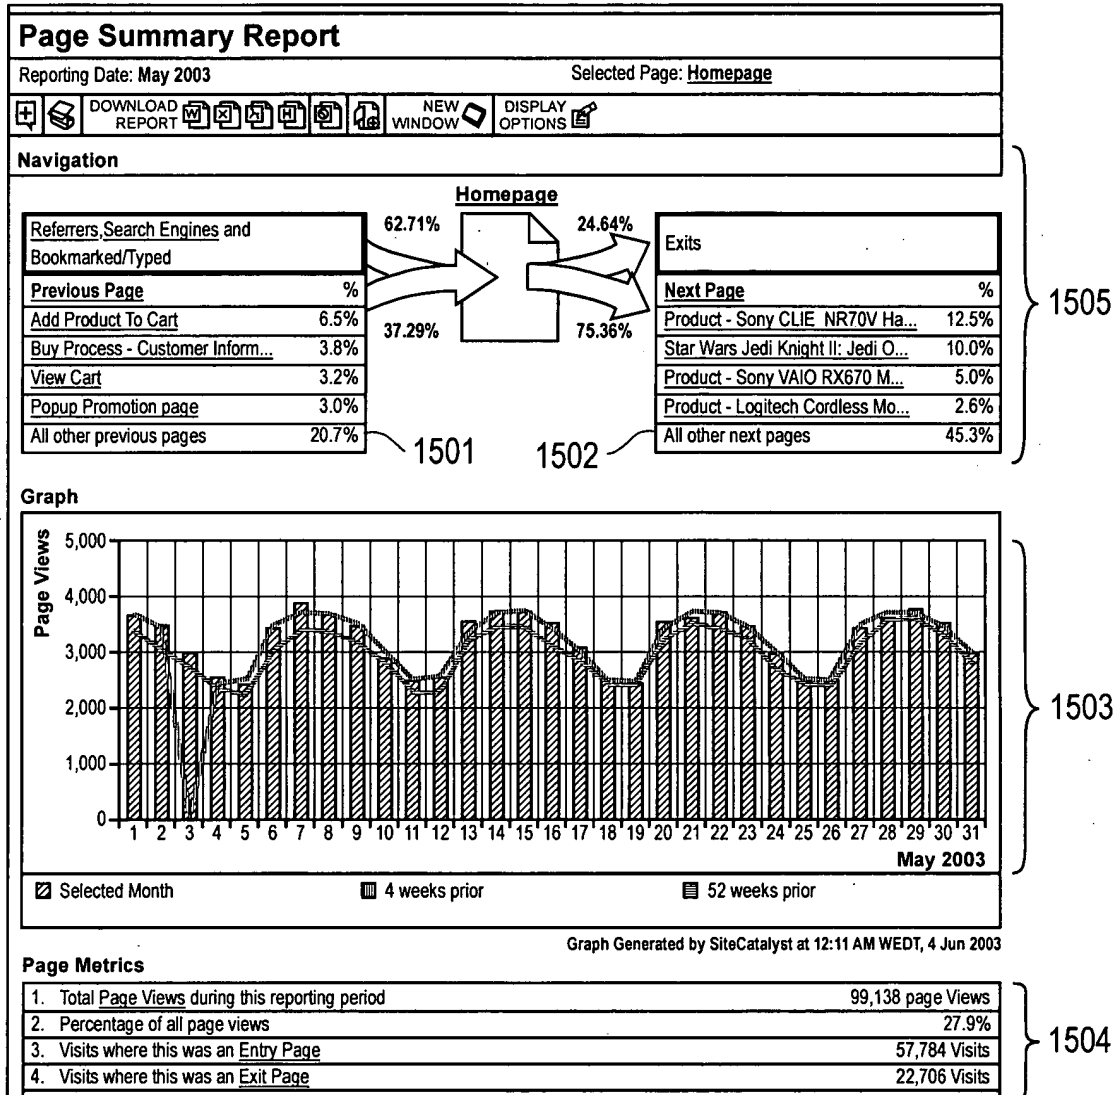 Page Summary Report
Reporting Date: May 2003 Selected Page: Homepage
DOWNLOAD REPORT NEW WINDOW DISPLAY OPTIONS
Navigation
Homepage
Referrers,Search Engines and
Bookmarked/Typed
Previous Page %
Add Product To Cart 6.5%
Buy Process - Customer Inform... 3.8%
View Cart 3.2%
Popup Promotion page 3.0%
All other previous pages 20.7%
62.71%
37.29%
24.64%
75.36%
Exits
Next Page %
Product - Sony CLIE NR70V Ha... 12.5%
Star Wars Jedi Knight II: Jedi O... 10.0%
Product - Sony VAIO RX670 M... 5.0%
Product - Logitech Cordless Mo... 2.6%
All other next pages 45.3%
1501
1502
1505
Graph
Page Views
5,000
4,000
3,000
2,000
1,000
0
1 2 3 4 5 6 7 8 9 10 11 12 13 14 15 16 17 18 19 20 21 22 23 24 25 26 27 28 29 30 31
May 2003
1503
Selected Month 4 weeks prior 52 weeks prior
Graph Generated by SiteCatalyst at 12:11 AM WEDT, 4 Jun 2003
Page Metrics
1. Total Page Views during this reporting period 99,138 page Views
2. Percentage of all page views 27.9%
3. Visits where this was an Entry Page 57,784 Visits
4. Visits where this was an Exit Page 22,706 Visits
1504